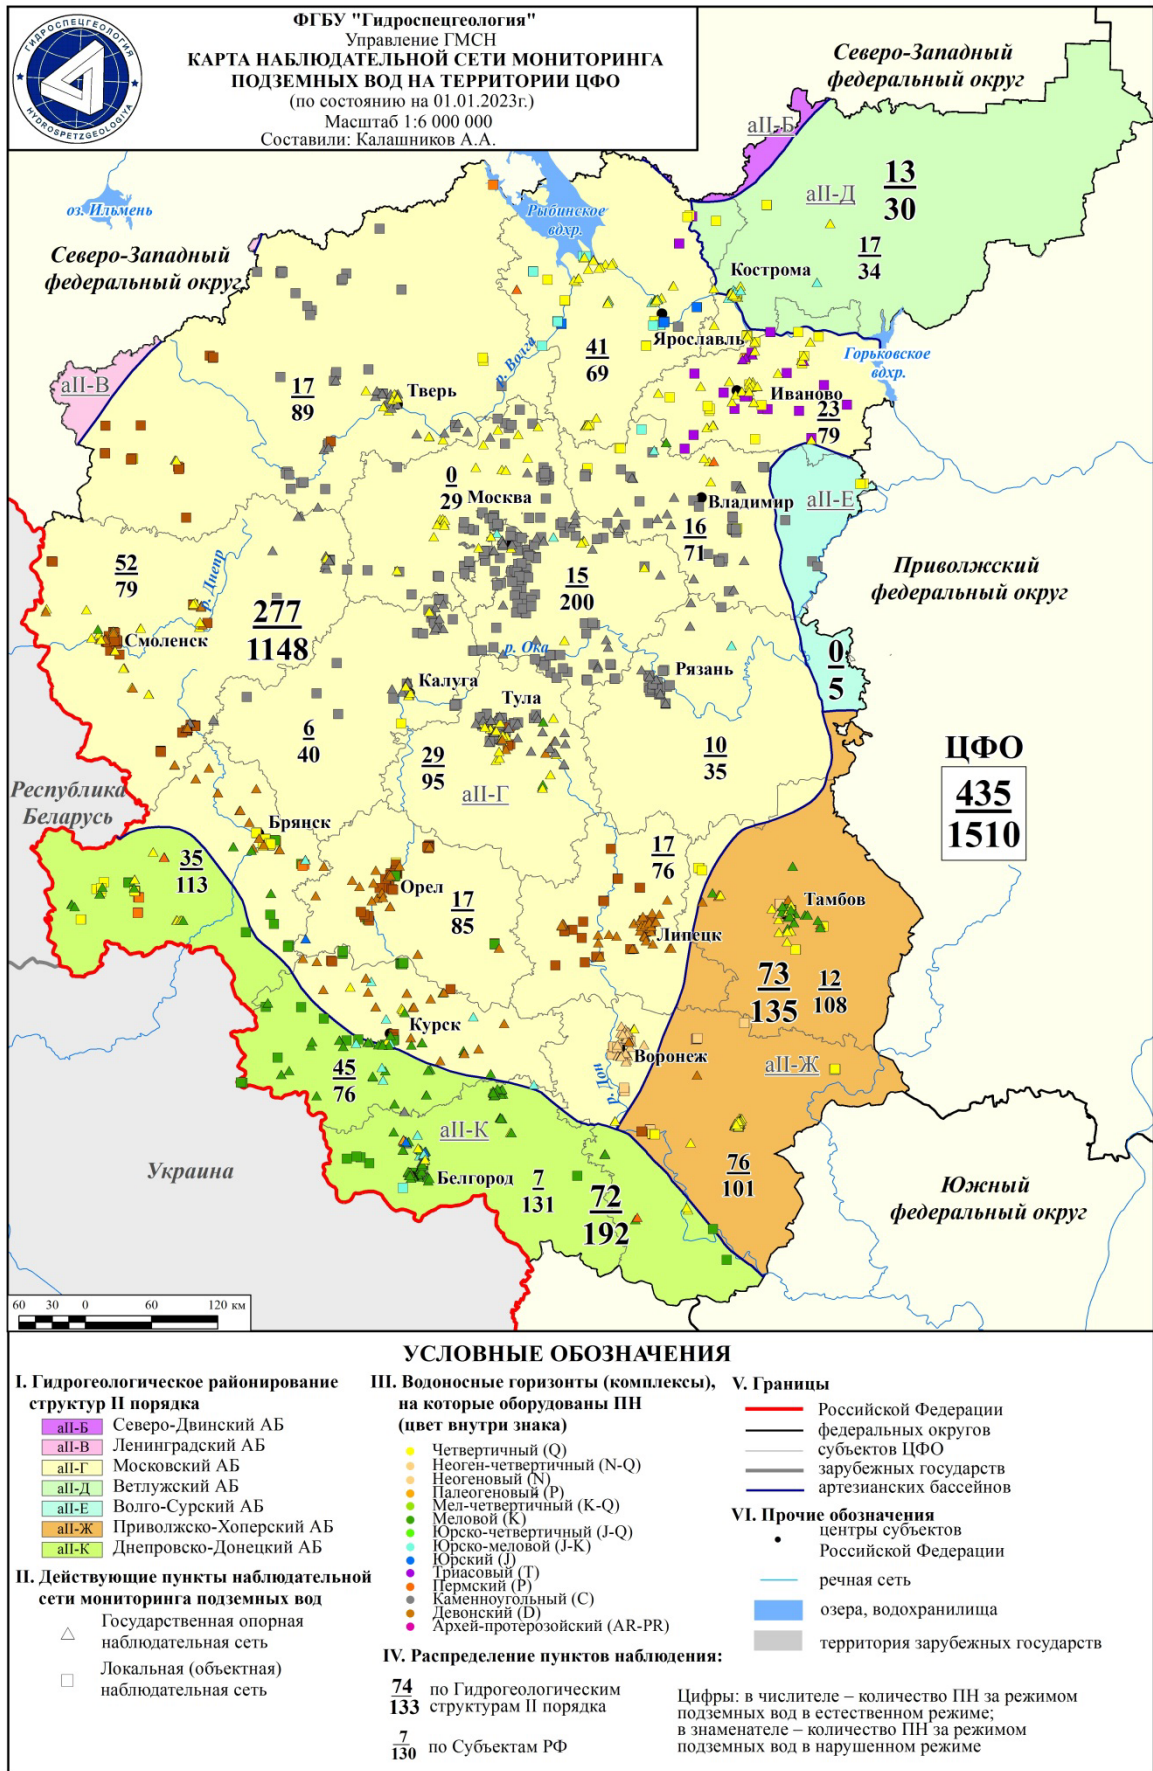 ФГБУ "Гидроспецгеология"
Управление ГМСН
КАРТА НАБЛЮДАТЕЛЬНОЙ СЕТИ МОНИТОРИНГА
ПОДЗЕМНЫХ ВОД НА ТЕРРИТОРИИ ЦФО
(по состоянию на 01.01.2023г.)
Масштаб 1:6 000 000
Составили: Калашников А.А.
ГИДРОСПЕЦГЕОЛОГИЯ
HYDROSPETZGEOLOGIYA
Северо-Западный
федеральный округ
аII-Б
аII-Д
13
30
17
34
оз. Ильмень
Рыбинское
вдхр.
Северо-Западный
федеральный округ
Кострома
Ярославль
Горьковское
вдхр.
р. Волга
41
69
аII-В
17
89
Тверь
Иваново
23
79
0
29
Москва
Владимир
аII-Е
16
71
52
79
р. Днепр
15
200
Приволжский
федеральный округ
277
1148
Смоленск
р. Ока
Рязань
0
5
Калуга
Тула
6
40
29
95
10
35
ЦФО
435
1510
аII-Г
Республика
Беларусь
Брянск
35
113
17
76
Орел
17
85
Тамбов
Липецк
73
135
12
108
Курск
Воронеж
45
76
аII-Ж
р. Дон
аII-К
Украина
Белгород
7
131
72
192
76
101
Южный
федеральный округ
60 30 0 60 120 км
УСЛОВНЫЕ ОБОЗНАЧЕНИЯ
I. Гидрогеологическое районирование
структур II порядка
аII-Б Северо-Двинский АБ
аII-В Ленинградский АБ
аII-Г Московский АБ
аII-Д Ветлужский АБ
аII-Е Волго-Сурский АБ
аII-Ж Приволжско-Хоперский АБ
аII-К Днепровско-Донецкий АБ
II. Действующие пункты наблюдательной
сети мониторинга подземных вод
Государственная опорная
наблюдательная сеть
Локальная (объектная)
наблюдательная сеть
III. Водоносные горизонты (комплексы),
на которые оборудованы ПН
(цвет внутри знака)
Четвертичный (Q)
Неоген-четвертичный (N-Q)
Неогеновый (N)
Палеогеновый (P)
Мел-четвертичный (K-Q)
Меловой (K)
Юрско-четвертичный (J-Q)
Юрско-меловой (J-K)
Юрский (J)
Триасовый (T)
Пермский (P)
Каменноугольный (C)
Девонский (D)
Архей-протерозойский (AR-PR)
IV. Распределение пунктов наблюдения:
74
133
по Гидрогеологическим
структурам II порядка
7
130
по Субъектам РФ
V. Границы
Российской Федерации
федеральных округов
субъектов ЦФО
зарубежных государств
артезианских бассейнов
VI. Прочие обозначения
центры субъектов
Российской Федерации
речная сеть
озера, водохранилища
территория зарубежных государств
Цифры: в числителе – количество ПН за режимом
подземных вод в естественном режиме;
в знаменателе – количество ПН за режимом
подземных вод в нарушенном режиме